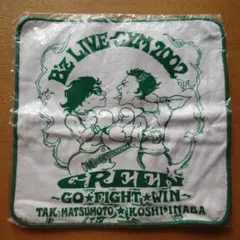 B'z LIVE-GYM 2002
GREEN
~GO★FIGHT★WIN~
TAK MATSUMOTO★KOSHI INABA